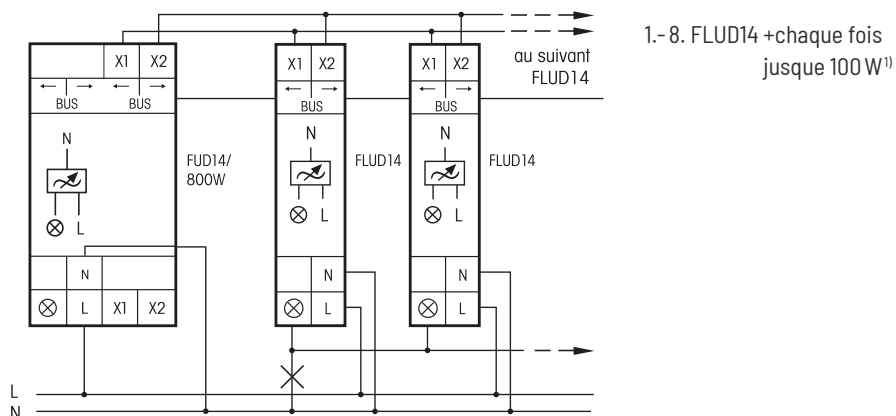 1.- 8. FLUD14 +chaque fois
jusque 100 W¹⁾
X1 X2
X1 X2
X1 X2
au suivant
FLUD14
BUS BUS
BUS
BUS
N
N
N
FUD14/
800W
FLUD14
FLUD14
L
L
L
N
N
N
L X1 X2
L
L
L
N